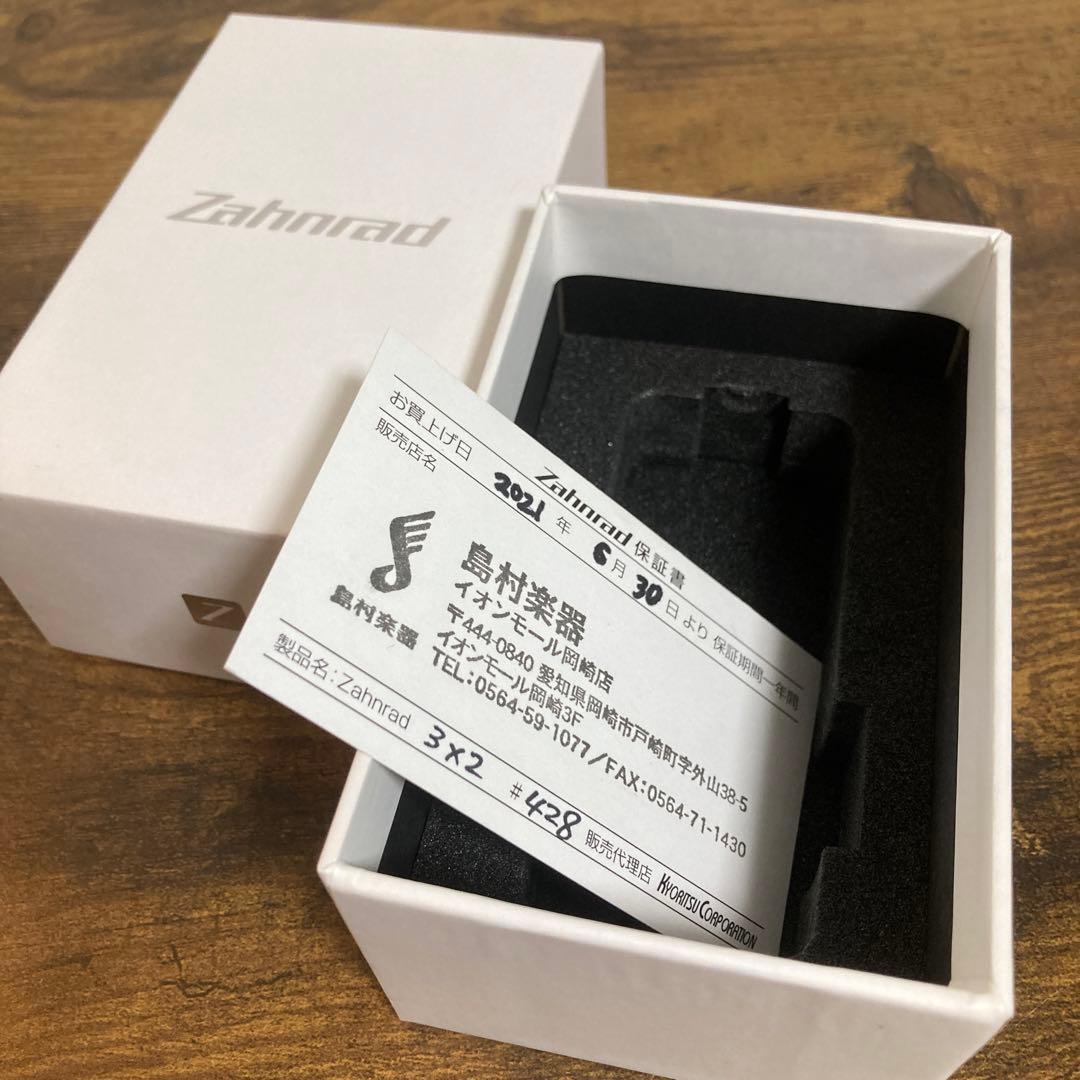 Zahnrad
7
Zahnrad 保証書
お買上げ日 2021 年 6 月 30 日 より 保証期間一年間
販売店名
島村楽器
島村楽器
イオンモール岡崎店
〒444-0840 愛知県岡崎市戸崎町字外山38-5
イオンモール岡崎3F
TEL:0564-59-1077/FAX:0564-71-1430
製品名:Zahnrad 3x2 #428
販売代理店 KYORITSU CORPORATION